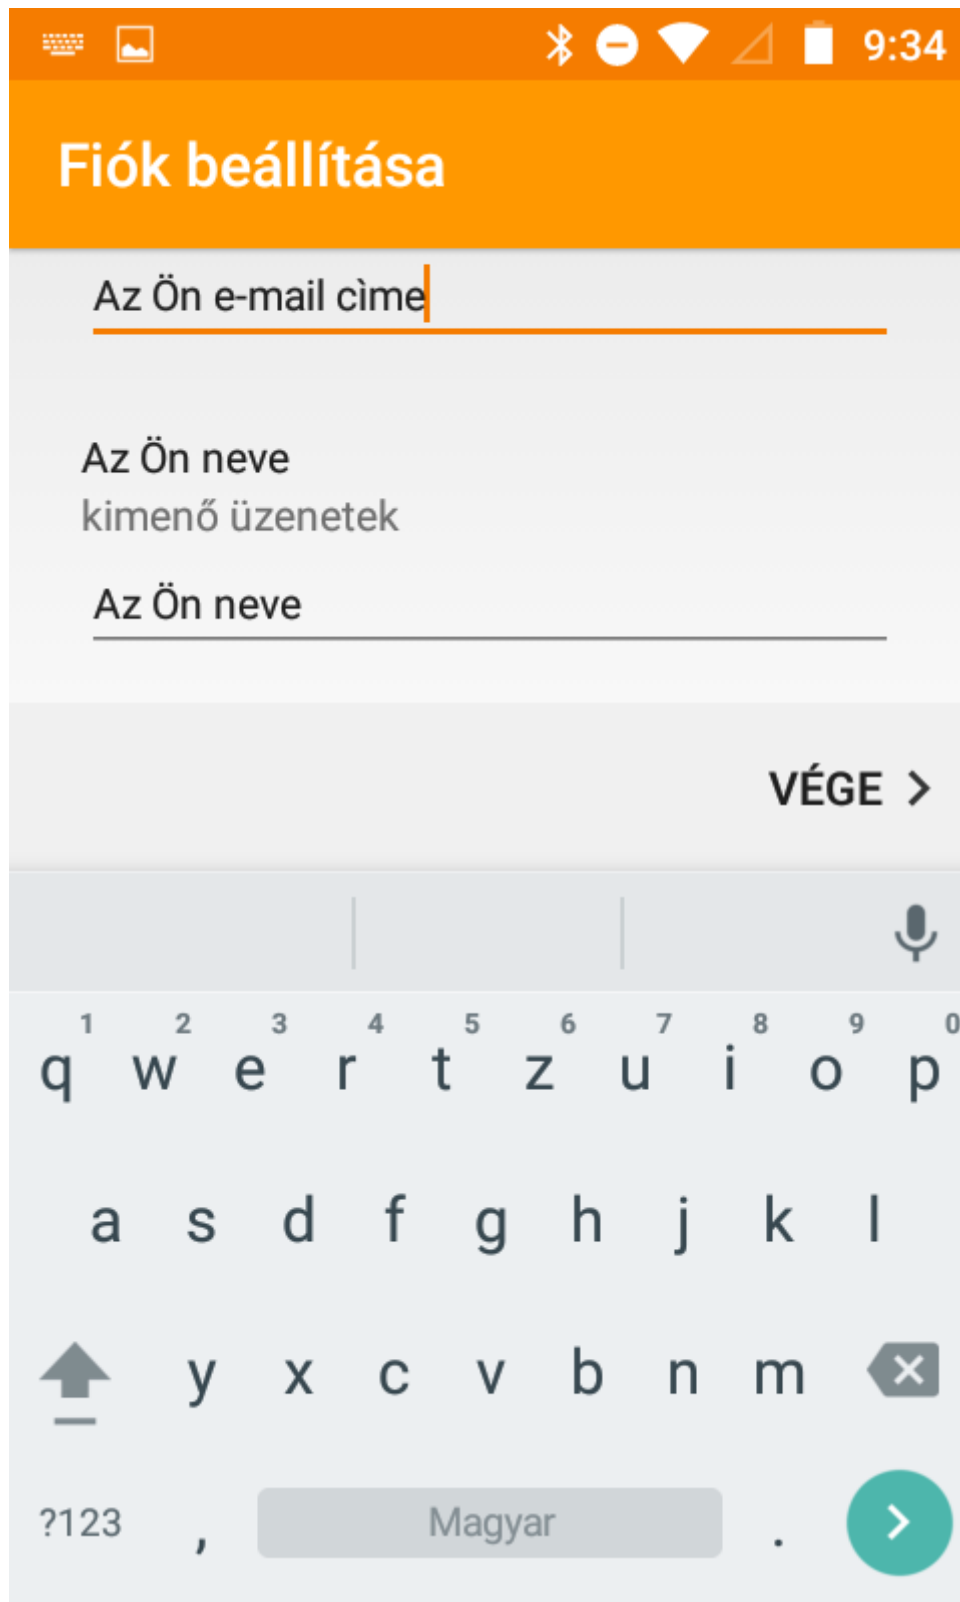 9:34
Fiók beállítása
Az Ön e-mail cìme
Az Ön neve
kimenő üzenetek
Az Ön neve
VÉGE
1 2 3 4 5 6 7 8 9 0
q w e r t z u i o p
a s d f g h j k l
y x c v b n m
?123 , Magyar .